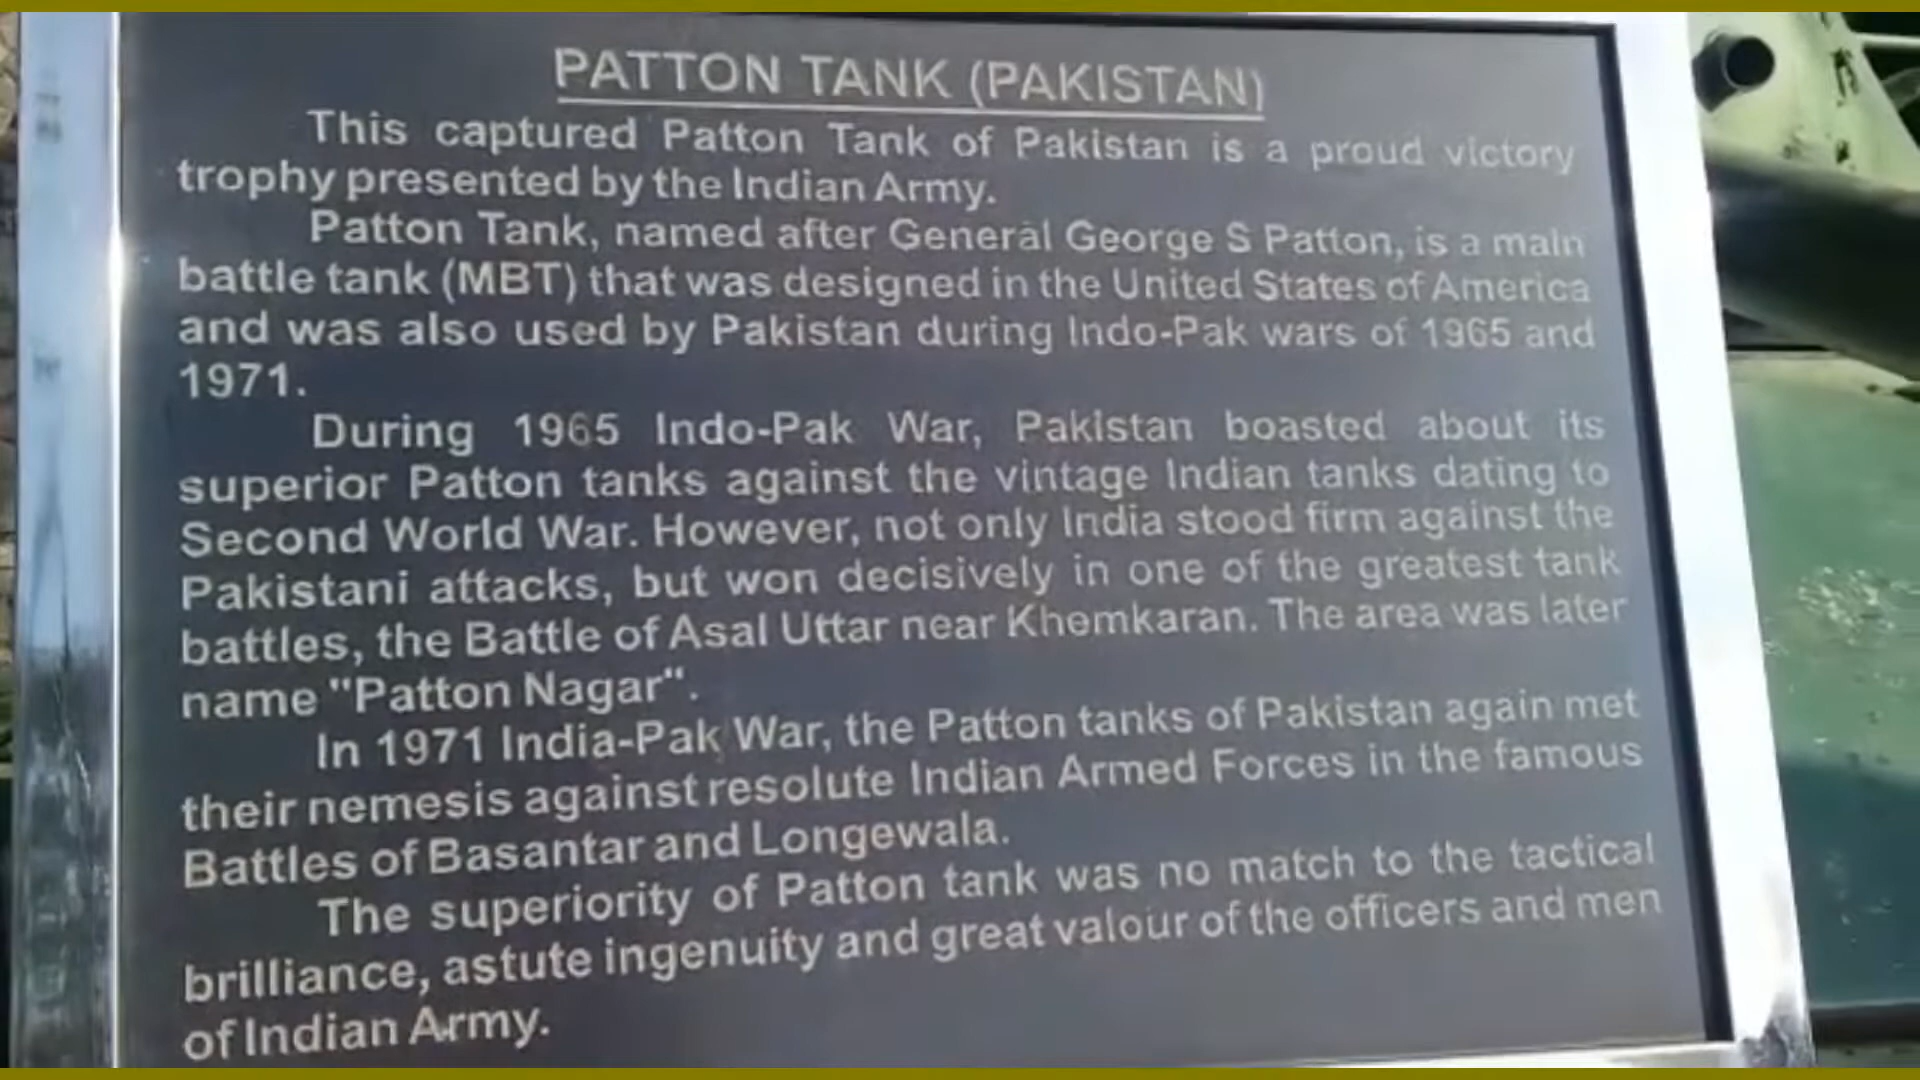 PATTON TANK (PAKISTAN)
This captured Patton Tank of Pakistan is a proud victory
trophy presented by the Indian Army.
Patton Tank, named after General George S Patton, is a main
battle tank (MBT) that was designed in the United States of America
and was also used by Pakistan during Indo-Pak wars of 1965 and
1971.
During 1965 Indo-Pak War, Pakistan boasted about its
superior Patton tanks against the vintage Indian tanks dating to
Second World War. However, not only India stood firm against the
Pakistani attacks, but won decisively in one of the greatest tank
battles, the Battle of Asal Uttar near Khemkaran. The area was later
name "Patton Nagar".
In 1971 India-Pak War, the Patton tanks of Pakistan again met
their nemesis against resolute Indian Armed Forces in the famous
Battles of Basantar and Longewala.
The superiority of Patton tank was no match to the tactical
brilliance, astute ingenuity and great valour of the officers and men
of Indian Army.